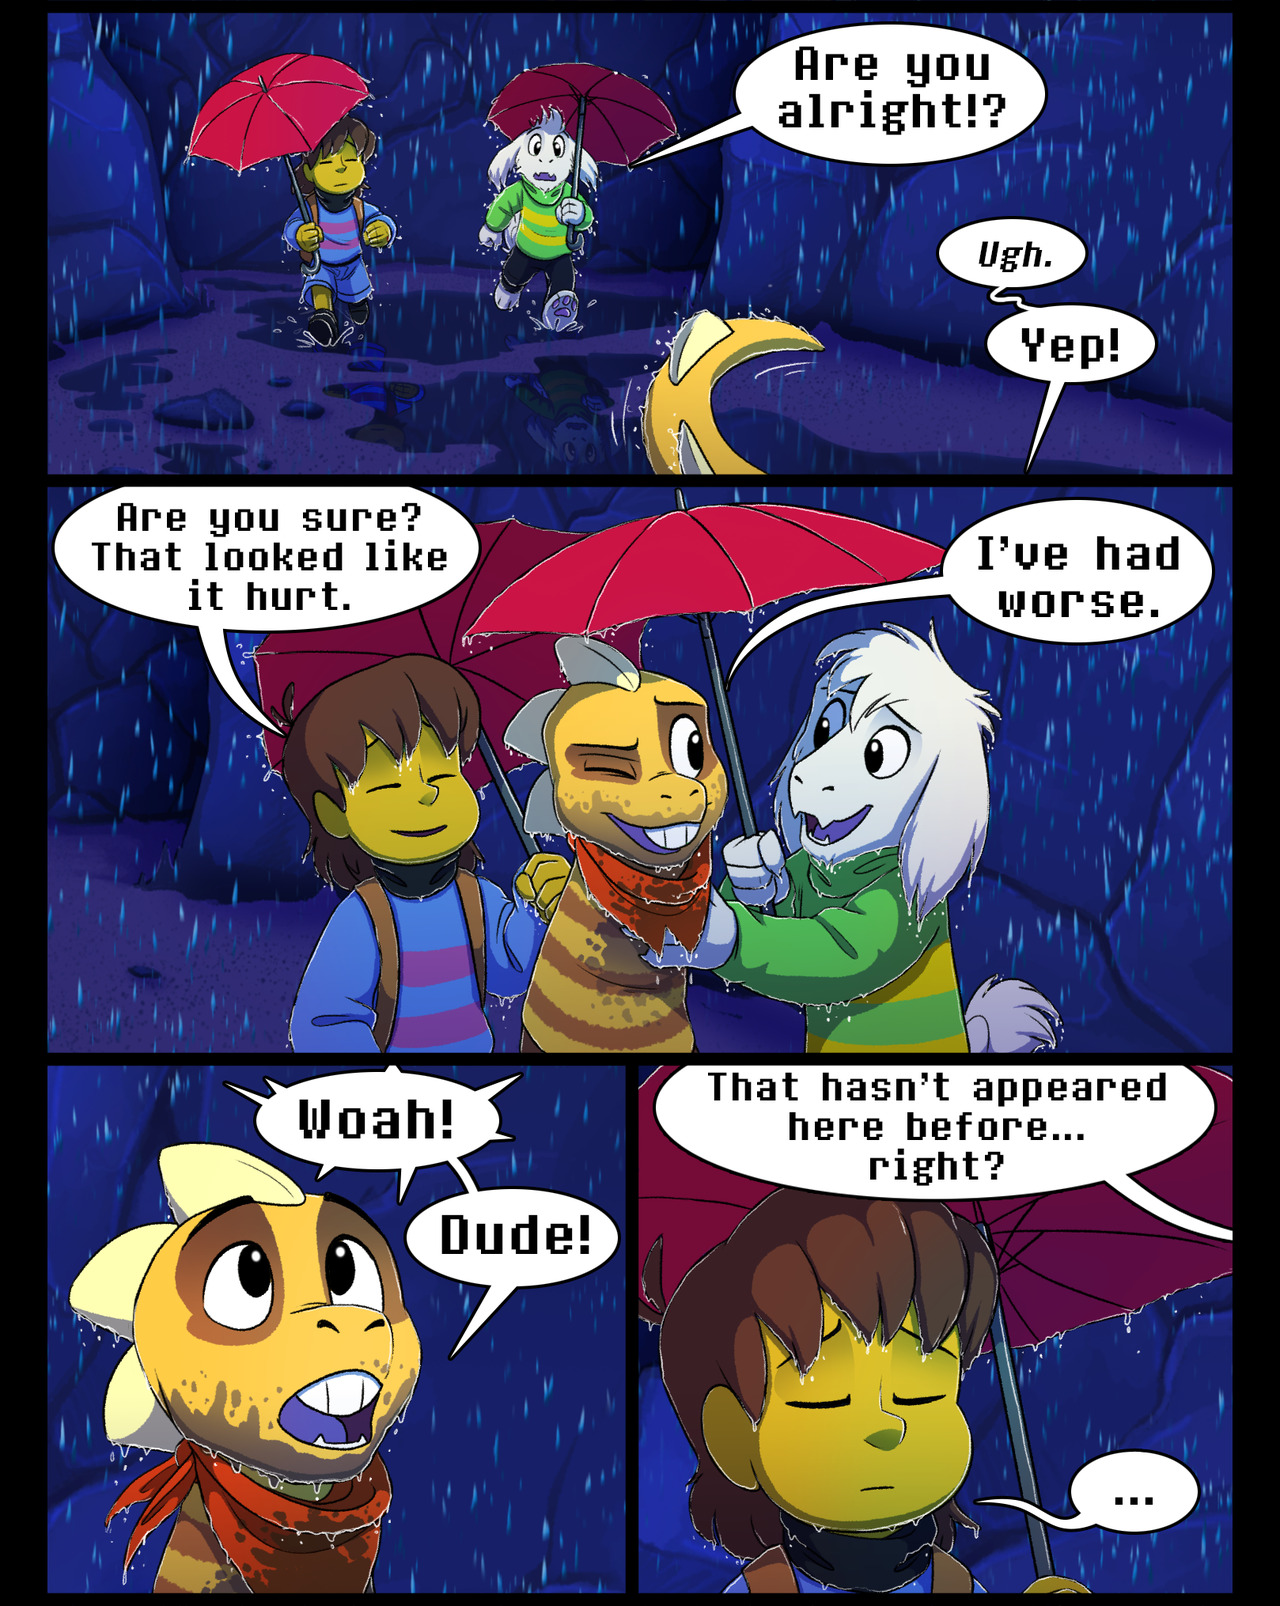 Are you
alright!?
Ugh.
Yep!
Are you sure?
That looked like
it hurt.
I've had
worse.
Woah!
Dude!
That hasn't appeared
here before...
right?
...